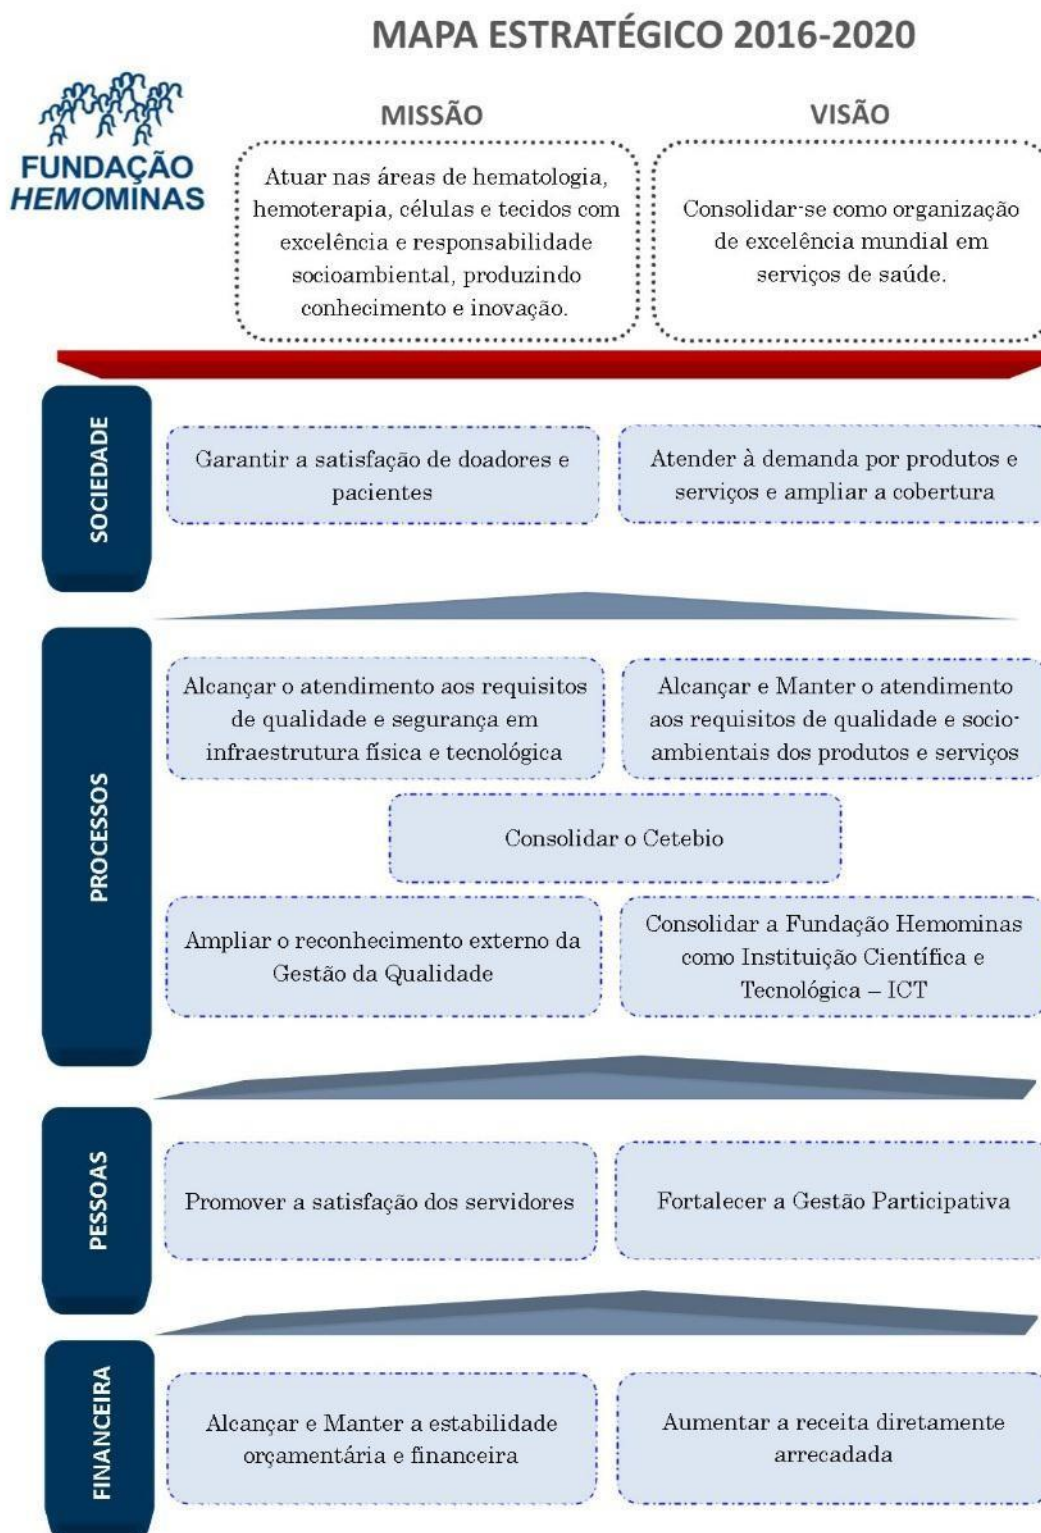 MAPA ESTRATÉGICO 2016-2020
FUNDAÇÃO
HEMOMINAS
MISSÃO
Atuar nas áreas de hematologia,
hemoterapia, células e tecidos com
excelência e responsabilidade
socioambiental, produzindo
conhecimento e inovação.
VISÃO
Consolidar-se como organização
de excelência mundial em
serviços de saúde.
SOCIEDADE
Garantir a satisfação de doadores e
pacientes
Atender à demanda por produtos e
serviços e ampliar a cobertura
PROCESSOS
Alcançar o atendimento aos requisitos
de qualidade e segurança em
infraestrutura física e tecnológica
Alcançar e Manter o atendimento
aos requisitos de qualidade e socio-
ambientais dos produtos e serviços
Consolidar o Cetebio
Ampliar o reconhecimento externo da
Gestão da Qualidade
Consolidar a Fundação Hemominas
como Instituição Científica e
Tecnológica – ICT
PESSOAS
Promover a satisfação dos servidores
Fortalecer a Gestão Participativa
FINANCEIRA
Alcançar e Manter a estabilidade
orçamentária e financeira
Aumentar a receita diretamente
arrecadada